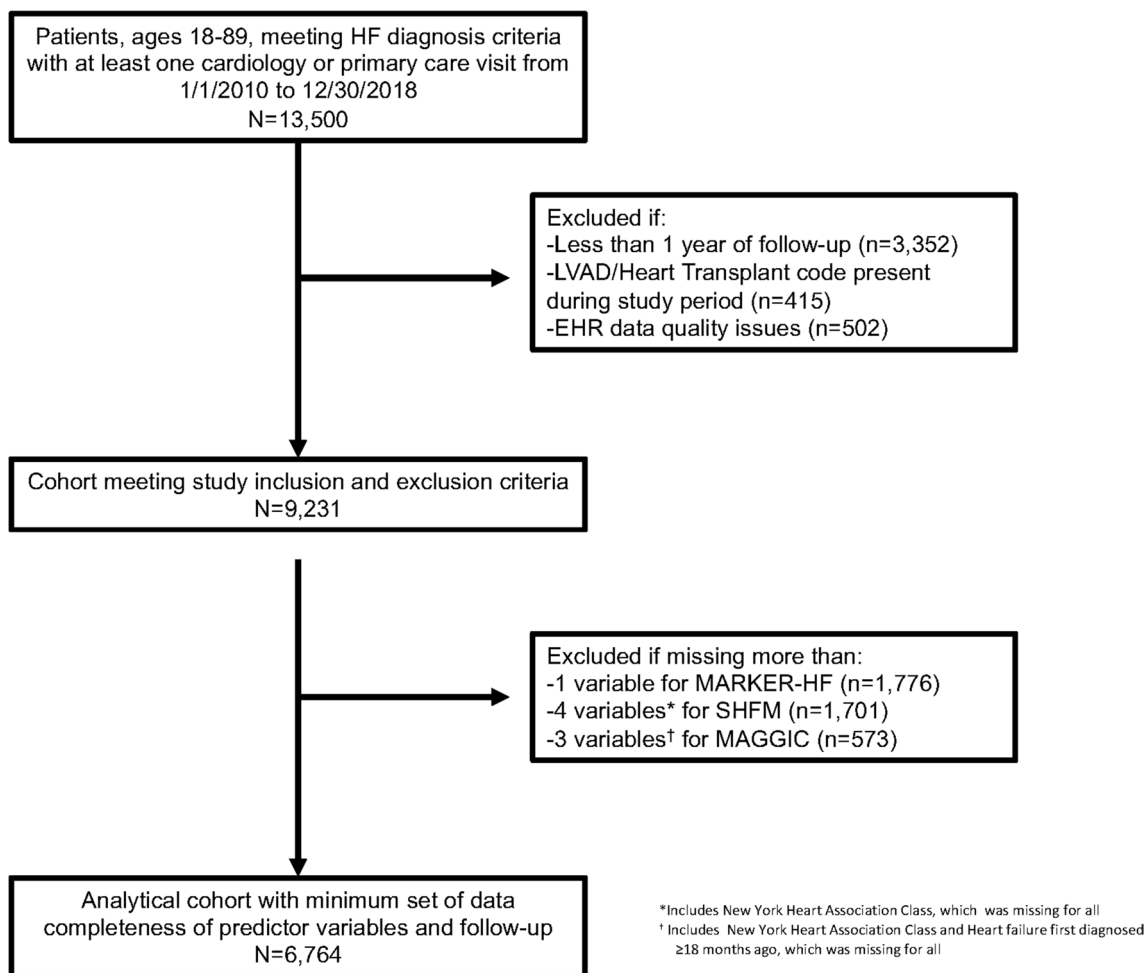 Patients, ages 18-89, meeting HF diagnosis criteria
with at least one cardiology or primary care visit from
1/1/2010 to 12/30/2018
N=13,500
Excluded if:
-Less than 1 year of follow-up (n=3,352)
-LVAD/Heart Transplant code present
during study period (n=415)
-EHR data quality issues (n=502)
Cohort meeting study inclusion and exclusion criteria
N=9,231
Excluded if missing more than:
-1 variable for MARKER-HF (n=1,776)
-4 variables* for SHFM (n=1,701)
-3 variables† for MAGGIC (n=573)
Analytical cohort with minimum set of data
completeness of predictor variables and follow-up
N=6,764
*Includes New York Heart Association Class, which was missing for all
† Includes New York Heart Association Class and Heart failure first diagnosed
≥18 months ago, which was missing for all